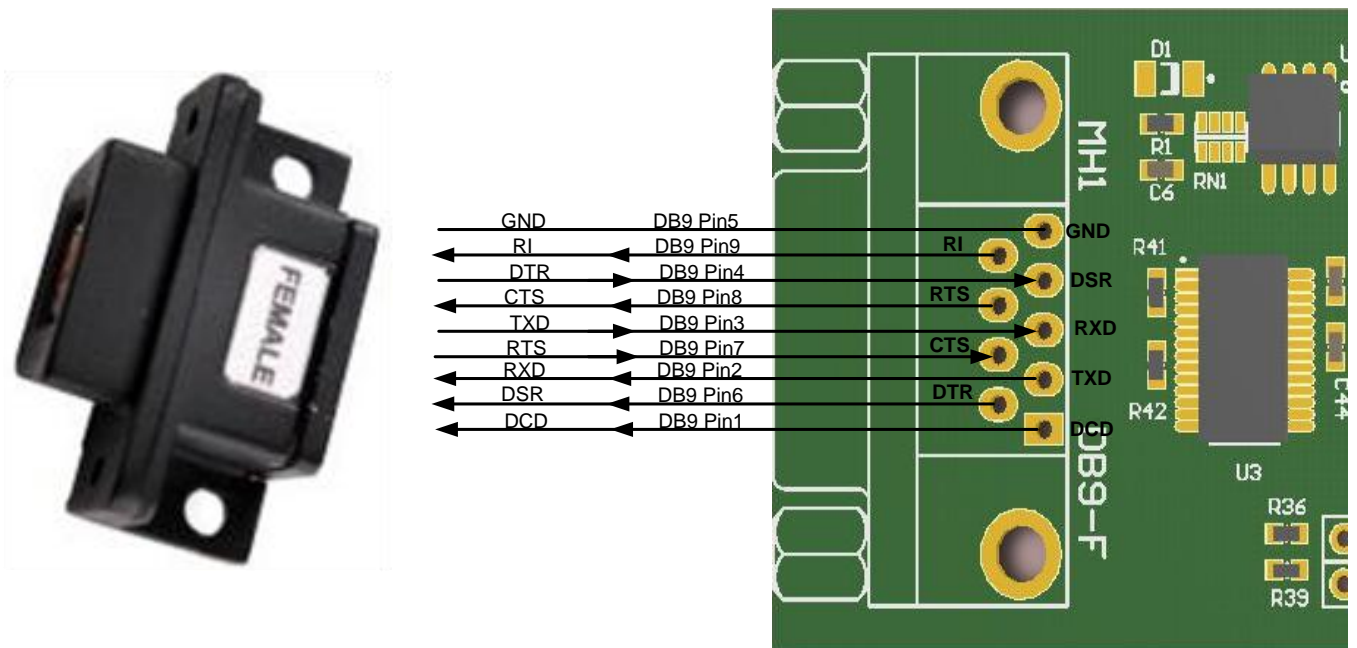 FEMALE
GND DB9 Pin5 GND
RI DB9 Pin9 RI
DTR DB9 Pin4 DSR
CTS DB9 Pin8 RTS
TXD DB9 Pin3 RXD
RTS DB9 Pin7 CTS
RXD DB9 Pin2 TXD
DSR DB9 Pin6 DTR
DCD DB9 Pin1 DCD
MH1
DB9-F
D1
R1
C6
RN1
R41
R42
U3
C44
R36
R39